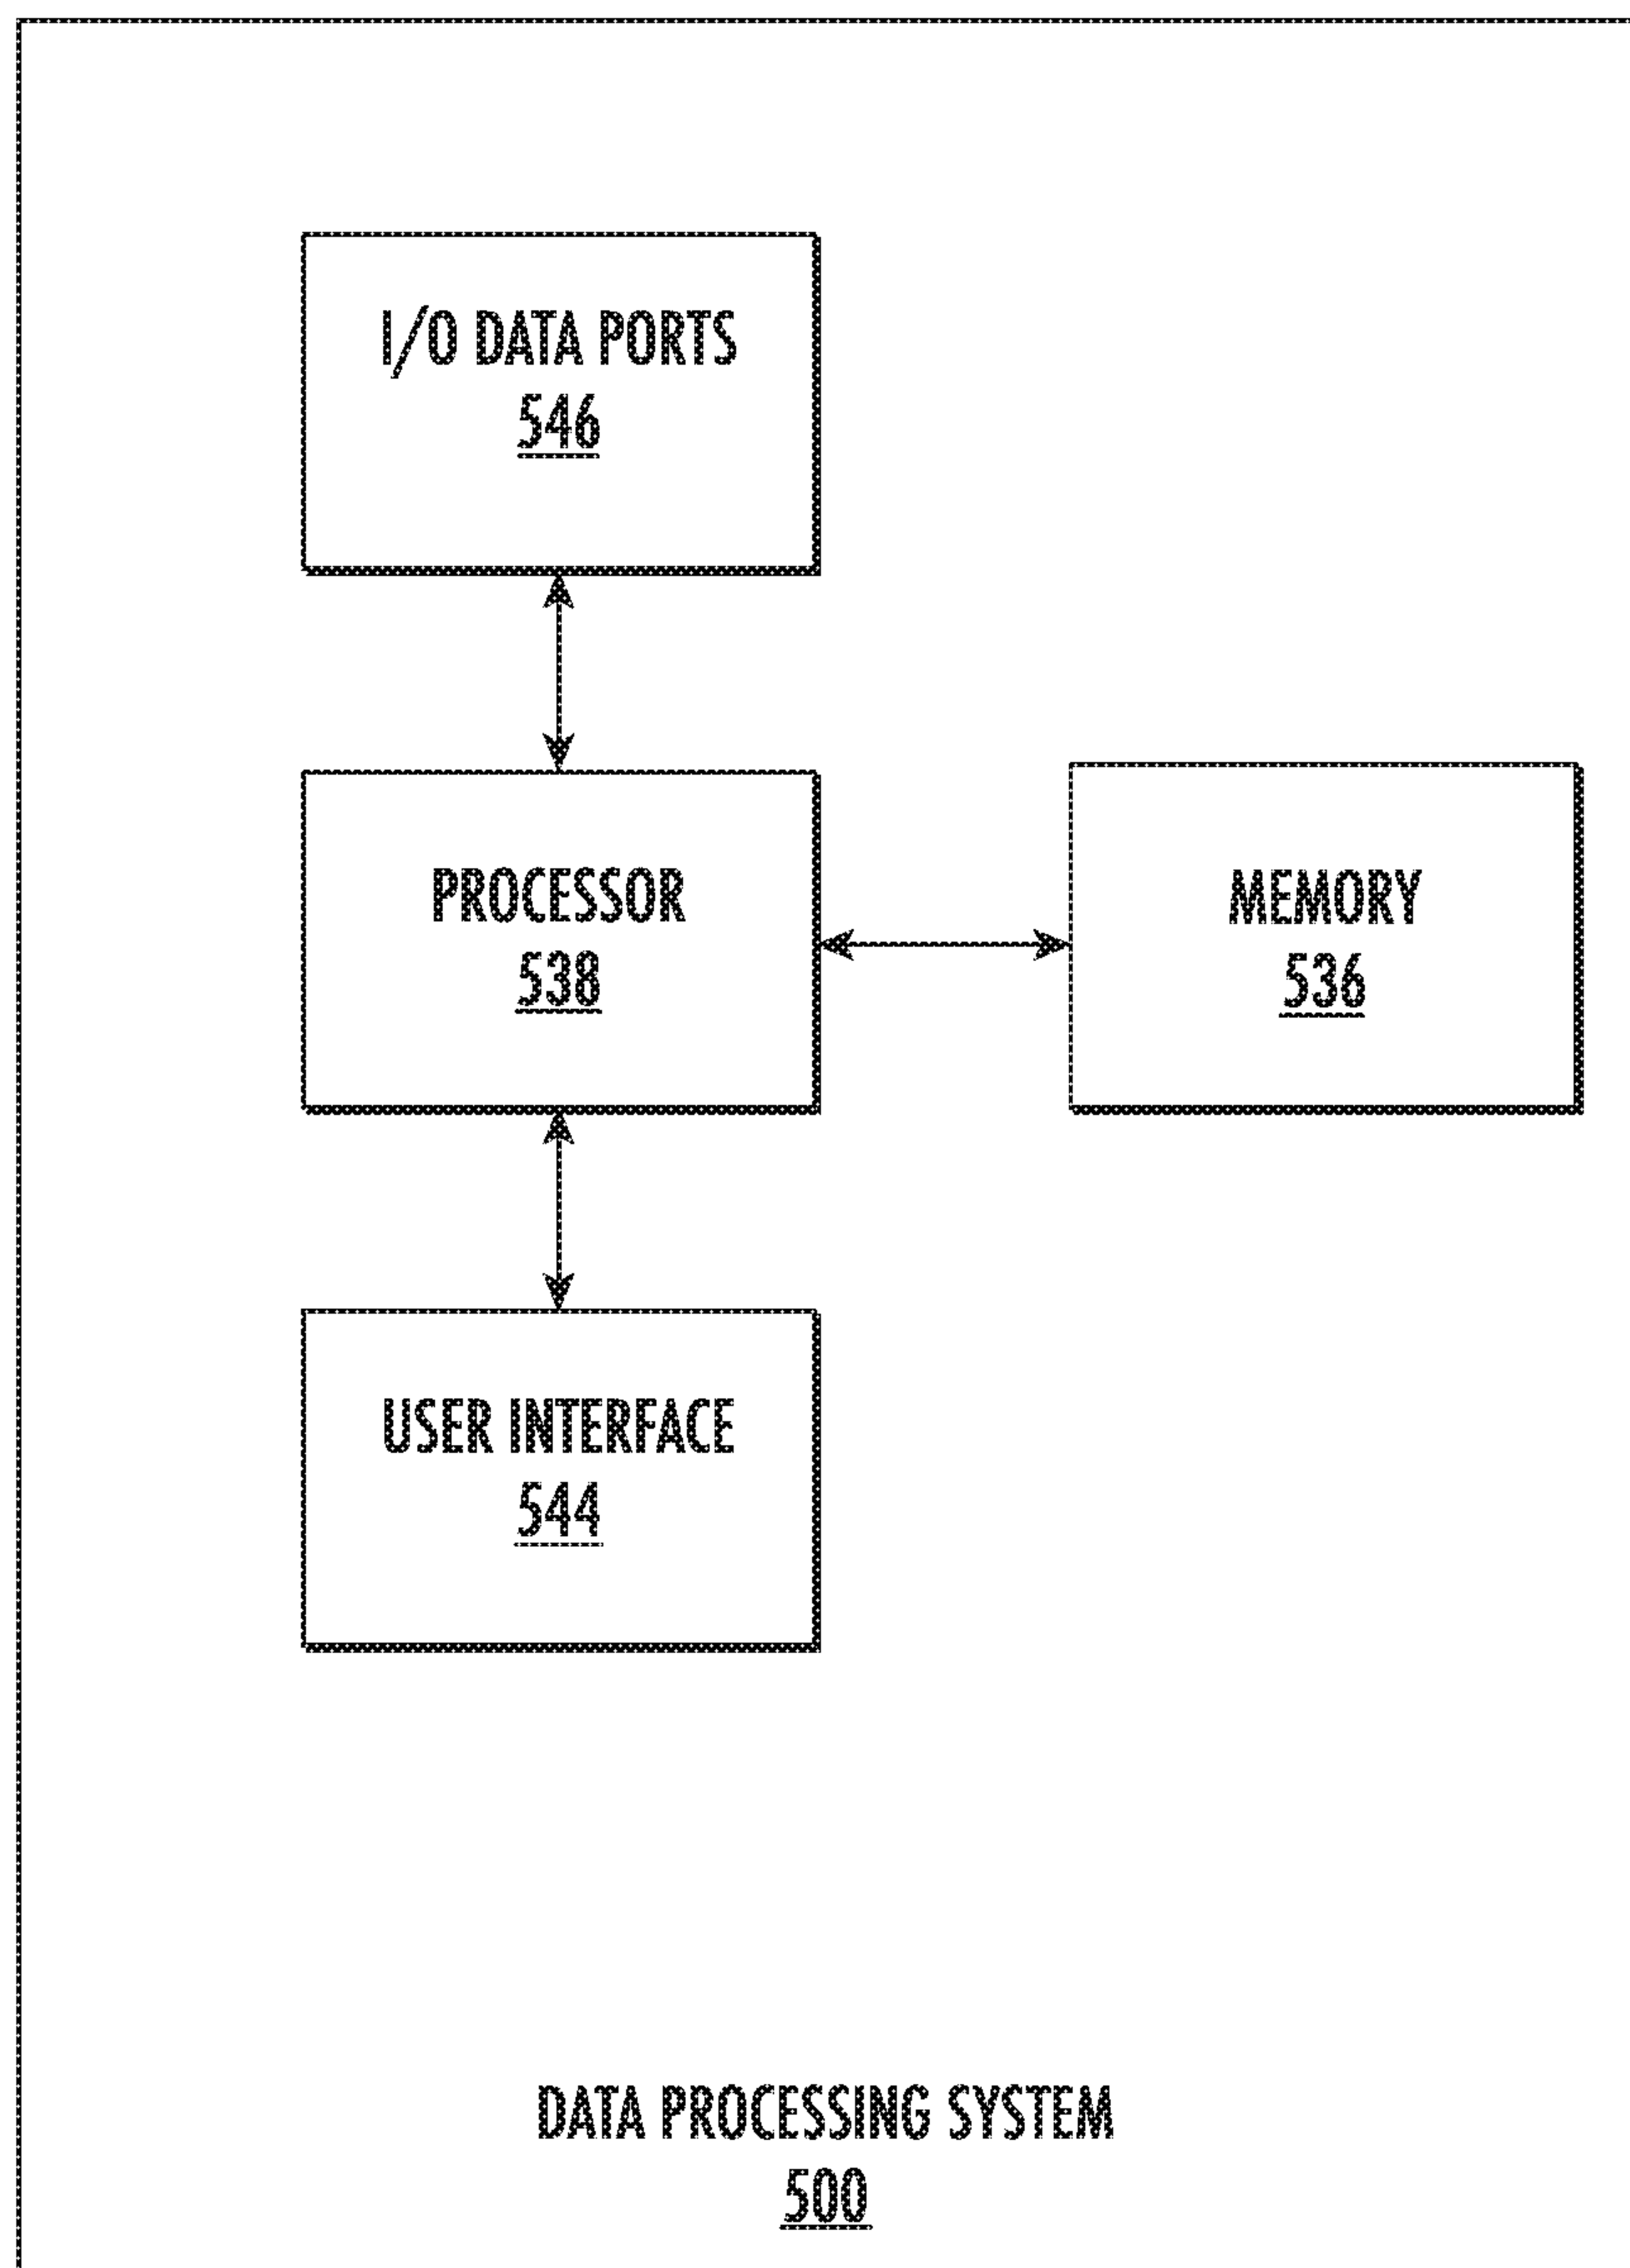 I/O DATA PORTS
546
PROCESSOR
538
MEMORY
536
USER INTERFACE
544
DATA PROCESSING SYSTEM
500